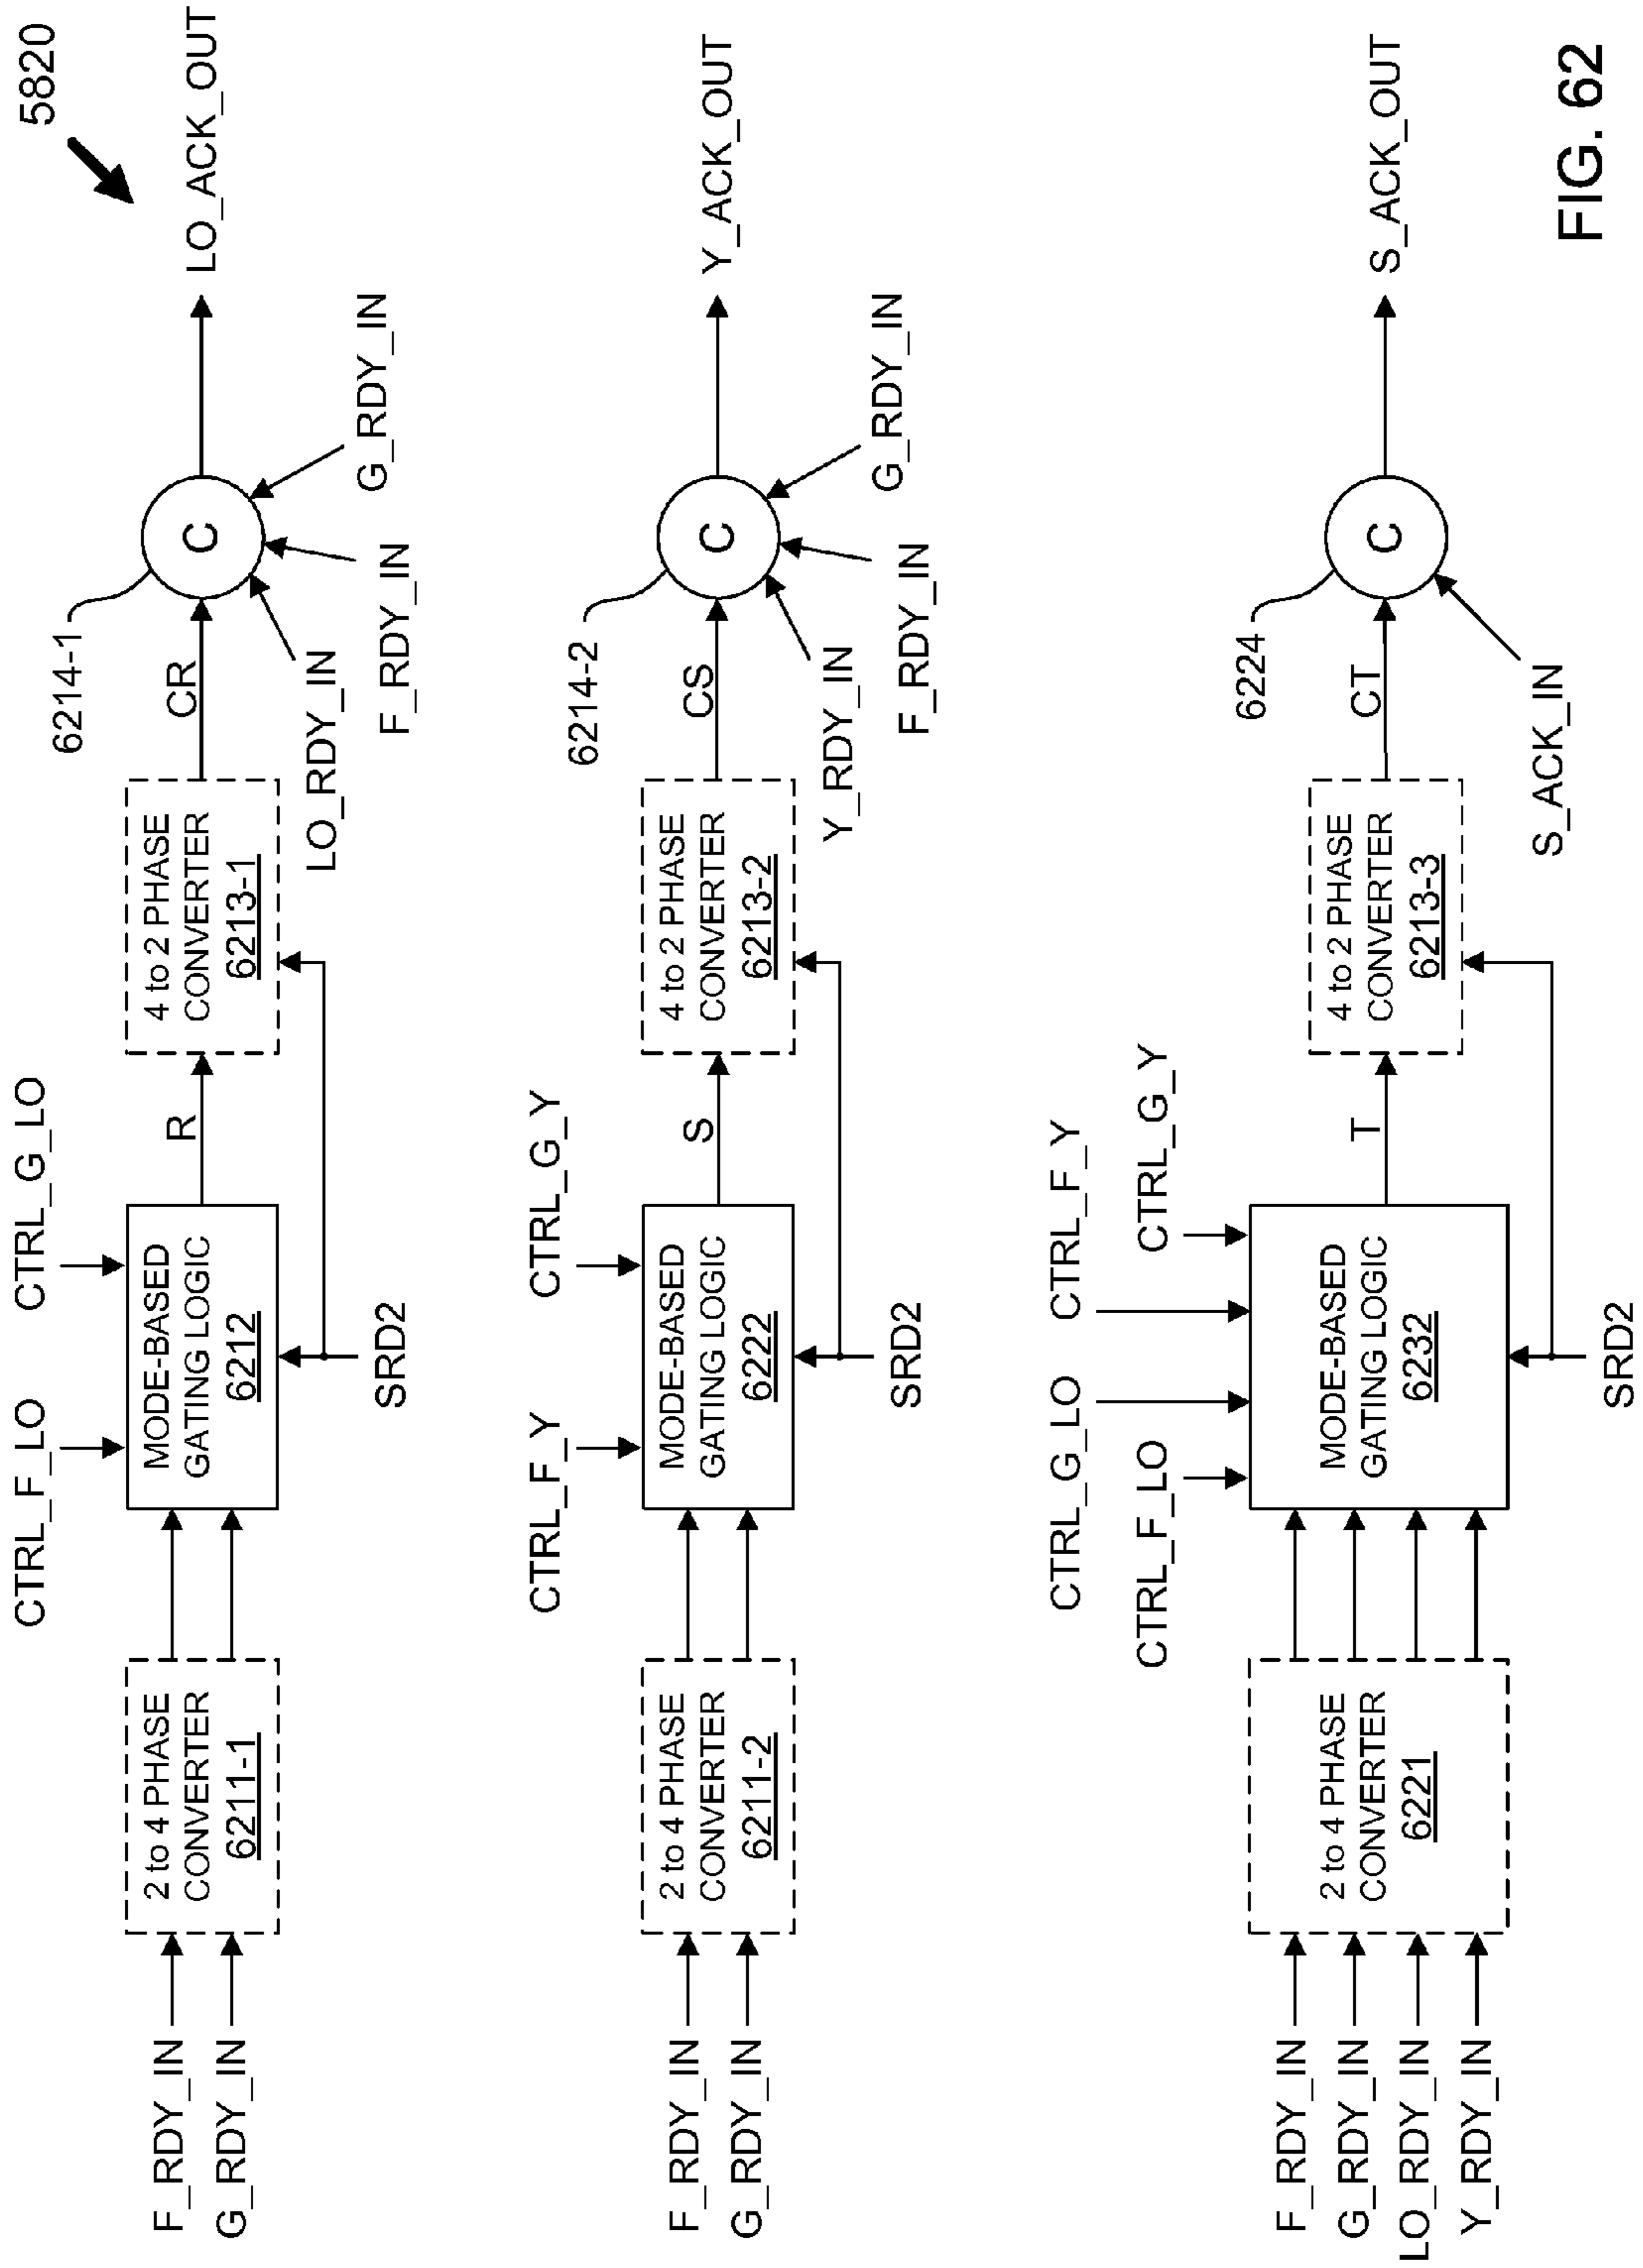 5820
F_RDY_IN
G_RDY_IN
2 to 4 PHASE
CONVERTER
6211-1
CTRL_F_LO
CTRL_G_LO
MODE-BASED
GATING LOGIC
6212
SRD2
R
4 to 2 PHASE
CONVERTER
6213-1
CR
6214-1
C
LO_RDY_IN
F_RDY_IN
G_RDY_IN
LO_ACK_OUT
F_RDY_IN
G_RDY_IN
2 to 4 PHASE
CONVERTER
6211-2
CTRL_F_Y
CTRL_G_Y
MODE-BASED
GATING LOGIC
6222
SRD2
S
4 to 2 PHASE
CONVERTER
6213-2
CS
6214-2
C
Y_RDY_IN
F_RDY_IN
G_RDY_IN
Y_ACK_OUT
F_RDY_IN
G_RDY_IN
LO_RDY_IN
Y_RDY_IN
2 to 4 PHASE
CONVERTER
6221
CTRL_F_LO
CTRL_G_LO
CTRL_F_Y
CTRL_G_Y
MODE-BASED
GATING LOGIC
6232
SRD2
T
4 to 2 PHASE
CONVERTER
6213-3
CT
6224
C
S_ACK_IN
S_ACK_OUT
FIG. 62